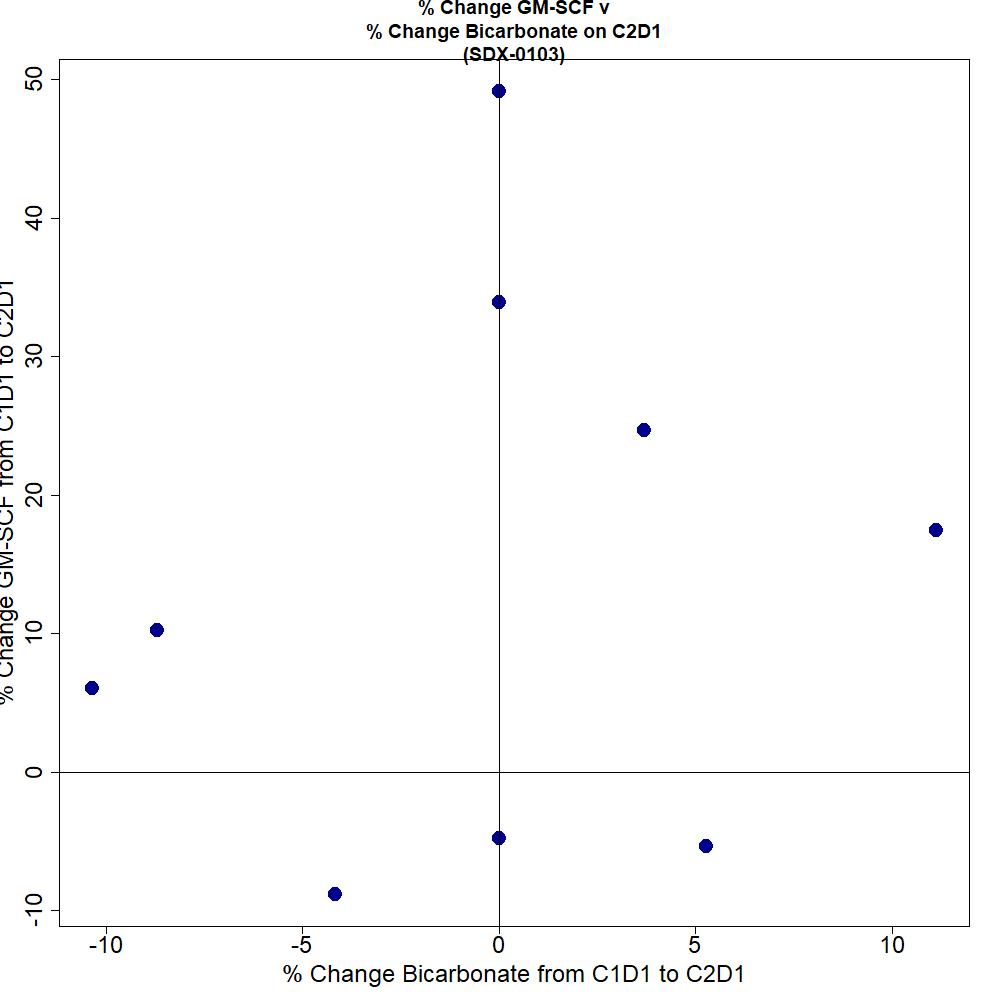 % Change GM-SCF v
% Change Bicarbonate on C2D1
(SDX-0103)
% Change GM-SCF from C1D1 to C2D1
50
40
30
20
10
0
-10
-10 -5 0 5 10
% Change Bicarbonate from C1D1 to C2D1